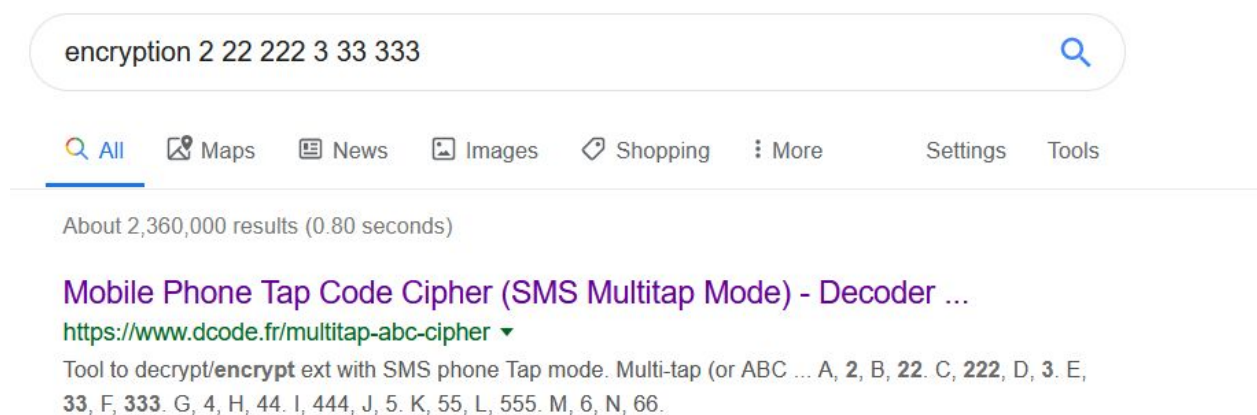 encryption 2 22 222 3 33 333
All Maps News Images Shopping More Settings Tools
About 2,360,000 results (0.80 seconds)
Mobile Phone Tap Code Cipher (SMS Multitap Mode) - Decoder ...
https://www.dcode.fr/multitap-abc-cipher
Tool to decrypt/encrypt ext with SMS phone Tap mode. Multi-tap (or ABC ... A, 2, B, 22. C, 222, D, 3. E,
33, F, 333. G, 4, H, 44. I, 444, J, 5. K, 55, L, 555. M, 6, N, 66.